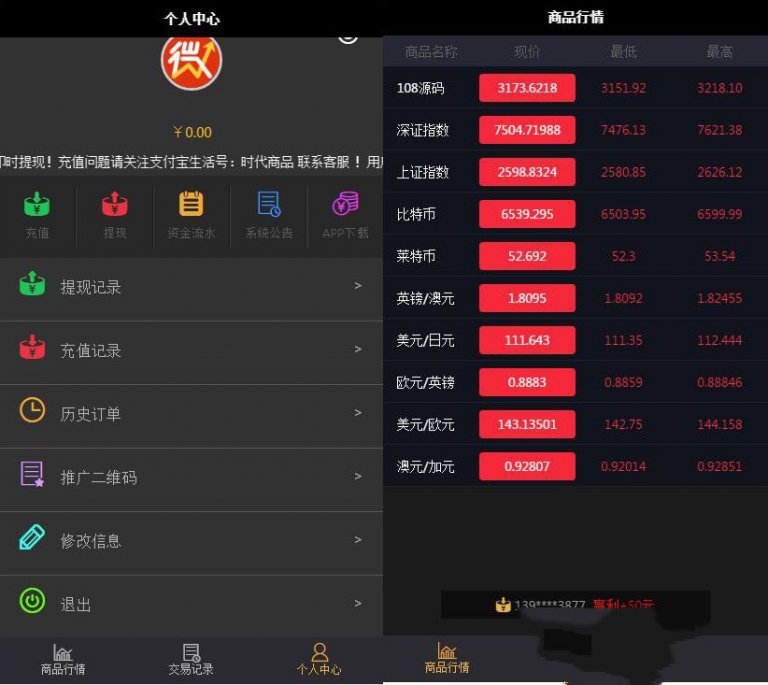 个人中心
￥0.00
即时提现！充值问题请关注支付宝生活号：时代商品 联系客服！用户
充值 提现 资金流水 系统公告 APP下载
提现记录 >
充值记录 >
历史订单 >
推广二维码 >
修改信息 >
退出 >
商品行情 交易记录 个人中心
商品行情
商品名称 现价 最低 最高
108源码 3173.6218 3151.92 3218.10
深证指数 7504.71988 7476.13 7621.38
上证指数 2598.8324 2580.85 2626.12
比特币 6539.295 6503.95 6599.99
莱特币 52.692 52.3 53.54
英镑/澳元 1.8095 1.8092 1.82455
美元/日元 111.643 111.35 112.444
欧元/英镑 0.8883 0.8859 0.88846
美元/欧元 143.13501 142.75 144.158
澳元/加元 0.92807 0.92014 0.92851
139****3877 赢利+50元
商品行情